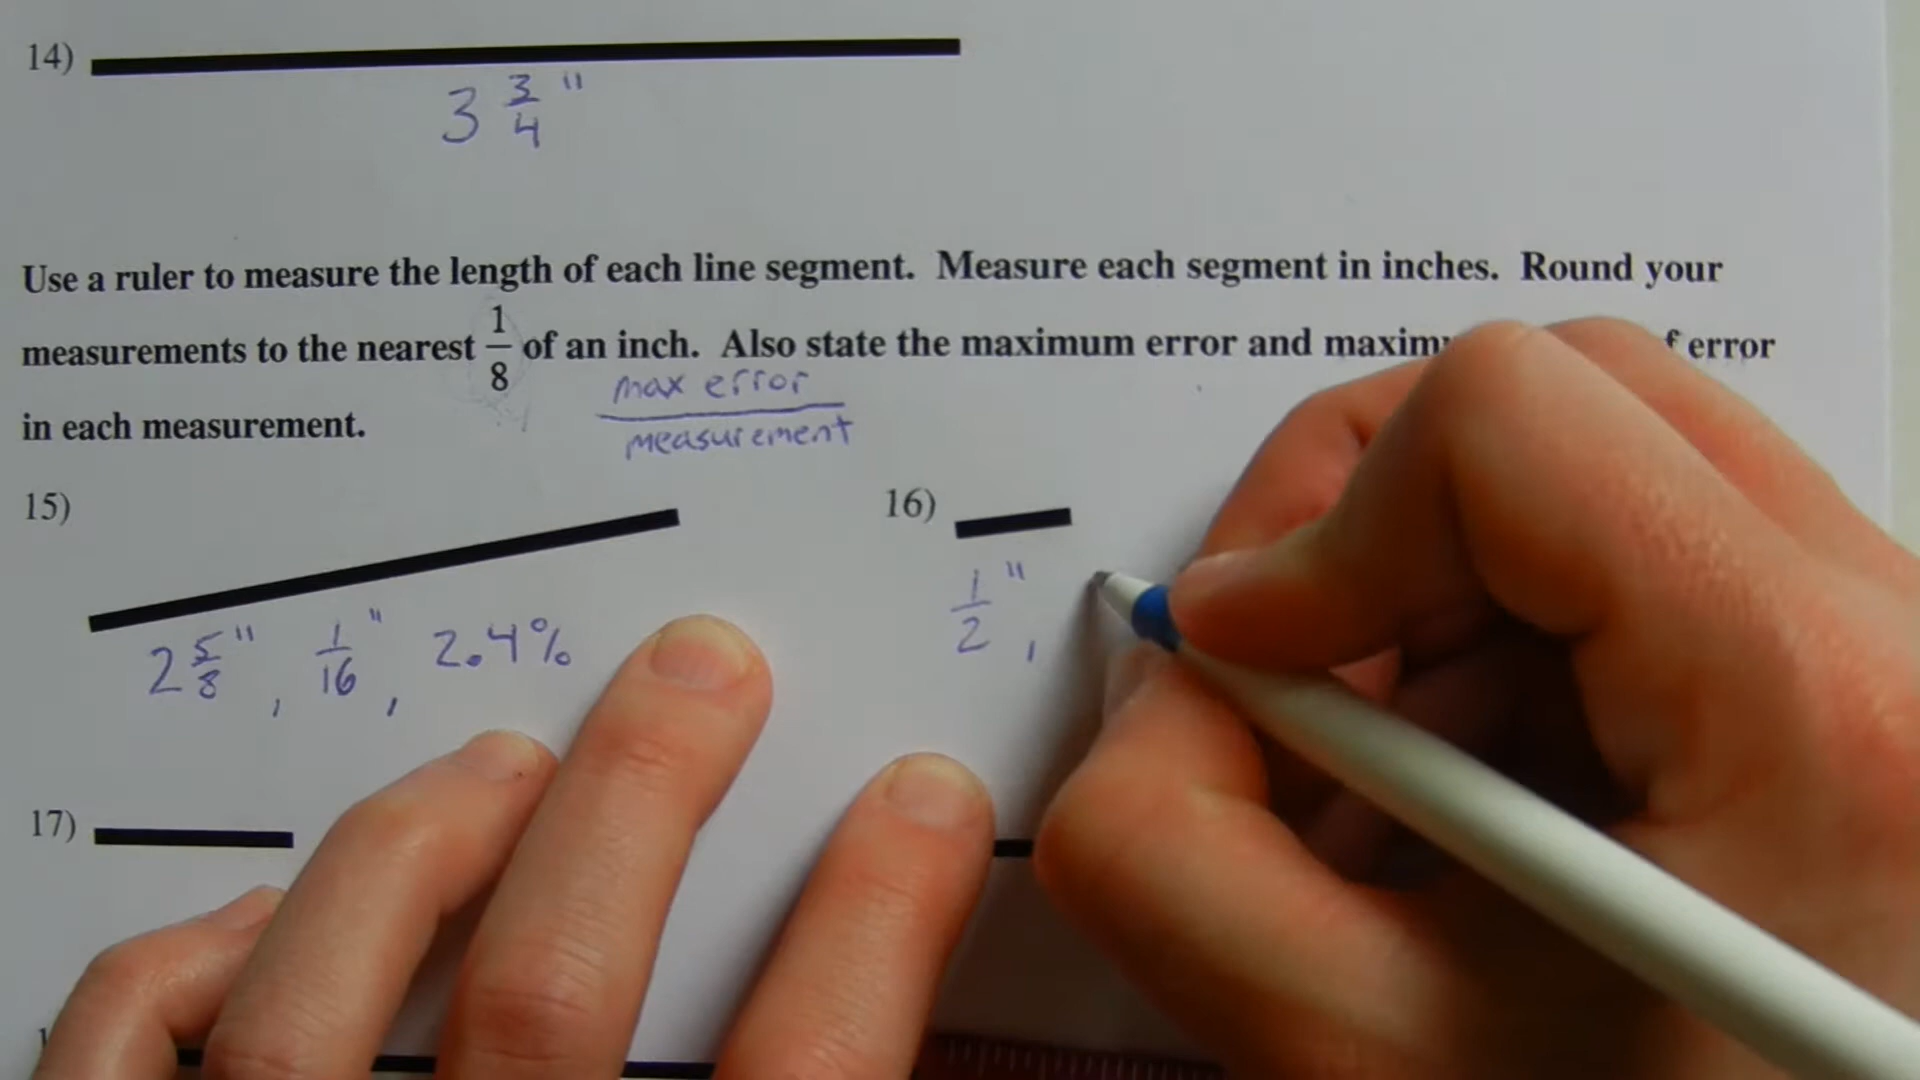 14)
3 3/4 "
Use a ruler to measure the length of each line segment. Measure each segment in inches. Round your
measurements to the nearest 1/8 of an inch. Also state the maximum error and error
max error
measurement
in each measurement.
15)
16)
2 5/8 " , 1/16 " , 2.4%
1/2 " ,
17)